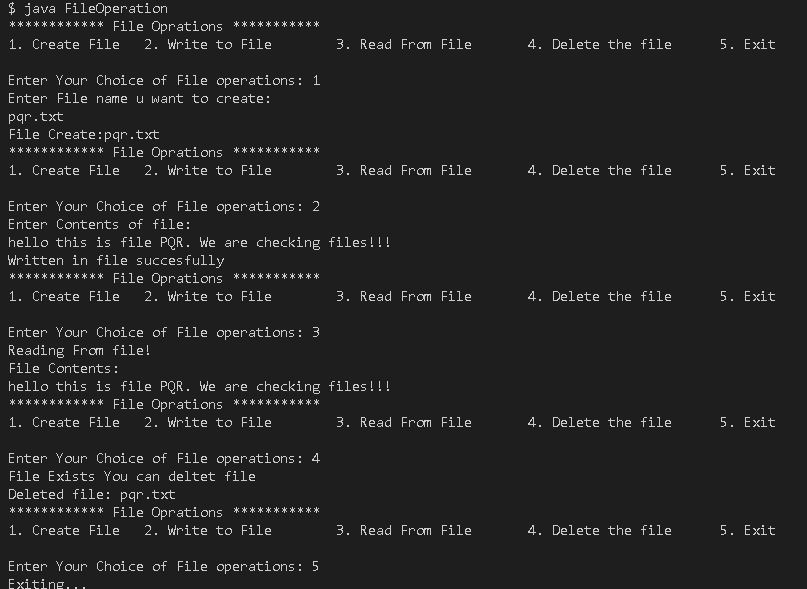 $ java FileOperation
************ File Oprations ***********
1. Create File   2. Write to File        3. Read From File       4. Delete the file      5. Exit
Enter Your Choice of File operations: 1
Enter File name u want to create:
pqr.txt
File Create:pqr.txt
************ File Oprations ***********
1. Create File   2. Write to File        3. Read From File       4. Delete the file      5. Exit
Enter Your Choice of File operations: 2
Enter Contents of file:
hello this is file PQR. We are checking files!!!
Written in file succesfully
************ File Oprations ***********
1. Create File   2. Write to File        3. Read From File       4. Delete the file      5. Exit
Enter Your Choice of File operations: 3
Reading From file!
File Contents:
hello this is file PQR. We are checking files!!!
************ File Oprations ***********
1. Create File   2. Write to File        3. Read From File       4. Delete the file      5. Exit
Enter Your Choice of File operations: 4
File Exists You can deltet file
Deleted file: pqr.txt
************ File Oprations ***********
1. Create File   2. Write to File        3. Read From File       4. Delete the file      5. Exit
Enter Your Choice of File operations: 5
Exiting...